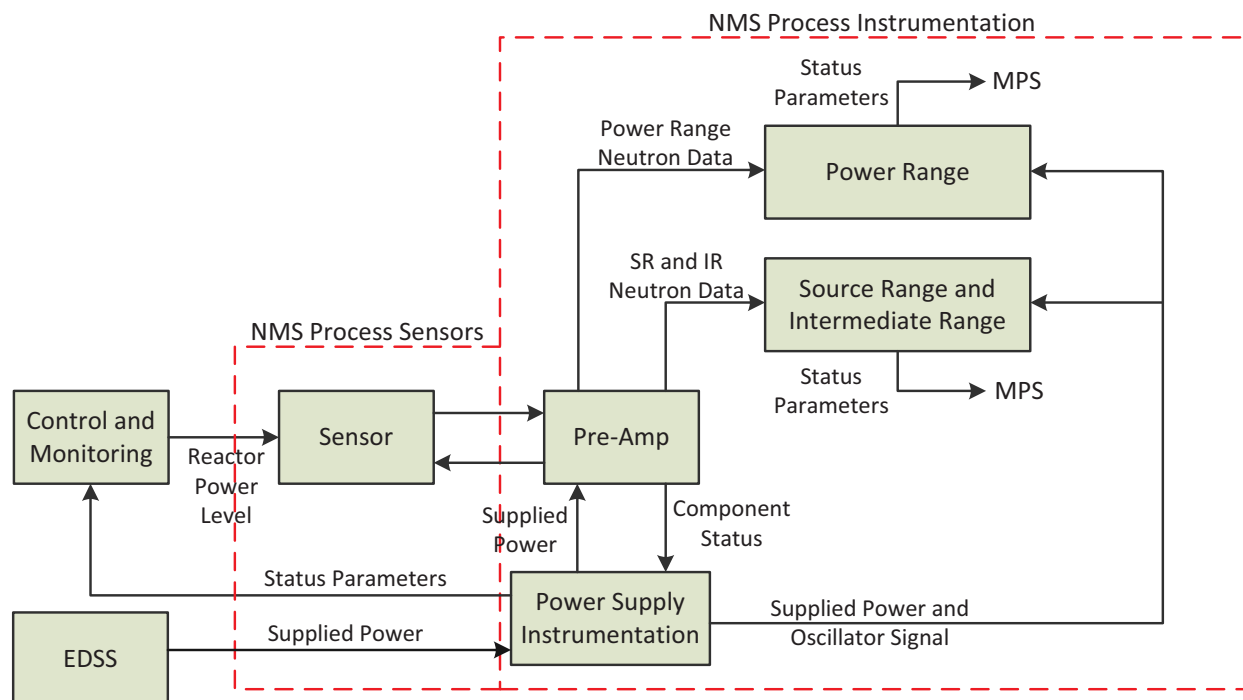 NMS Process Instrumentation
Status
Parameters
MPS
Power Range
Neutron Data
Power Range
SR and IR
Neutron Data
Source Range and
Intermediate Range
NMS Process Sensors
Status
Parameters
MPS
Control and
Monitoring
Reactor
Power
Level
Sensor
Pre-Amp
Supplied
Power
Component
Status
Status Parameters
Power Supply
Instrumentation
Supplied Power and
Oscillator Signal
EDSS
Supplied Power